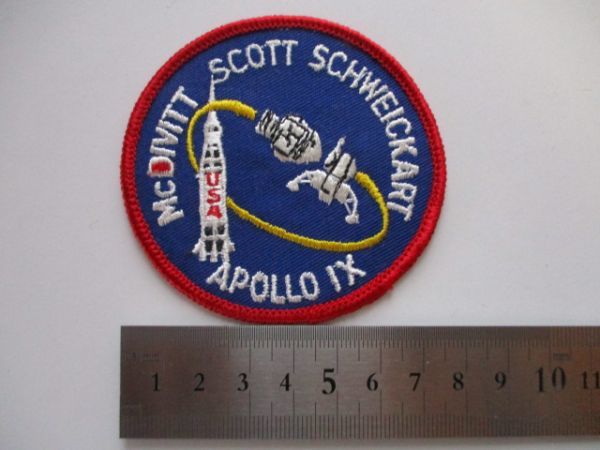 McDIVITT SCOTT SCHWEICKART
USA
APOLLO IX
1 2 3 4 5 6 7 8 9 10 11